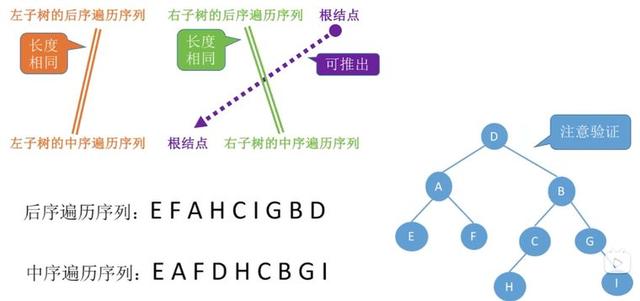 左子树的后序遍历序列 右子树的后序遍历序列 根结点
长度
相同
长度
相同
可推出
左子树的中序遍历序列 根结点 右子树的中序遍历序列
注意验证
D
A B
E F C G
H I
后序遍历序列：E F A H C I G B D
中序遍历序列：E A F D H C B G I